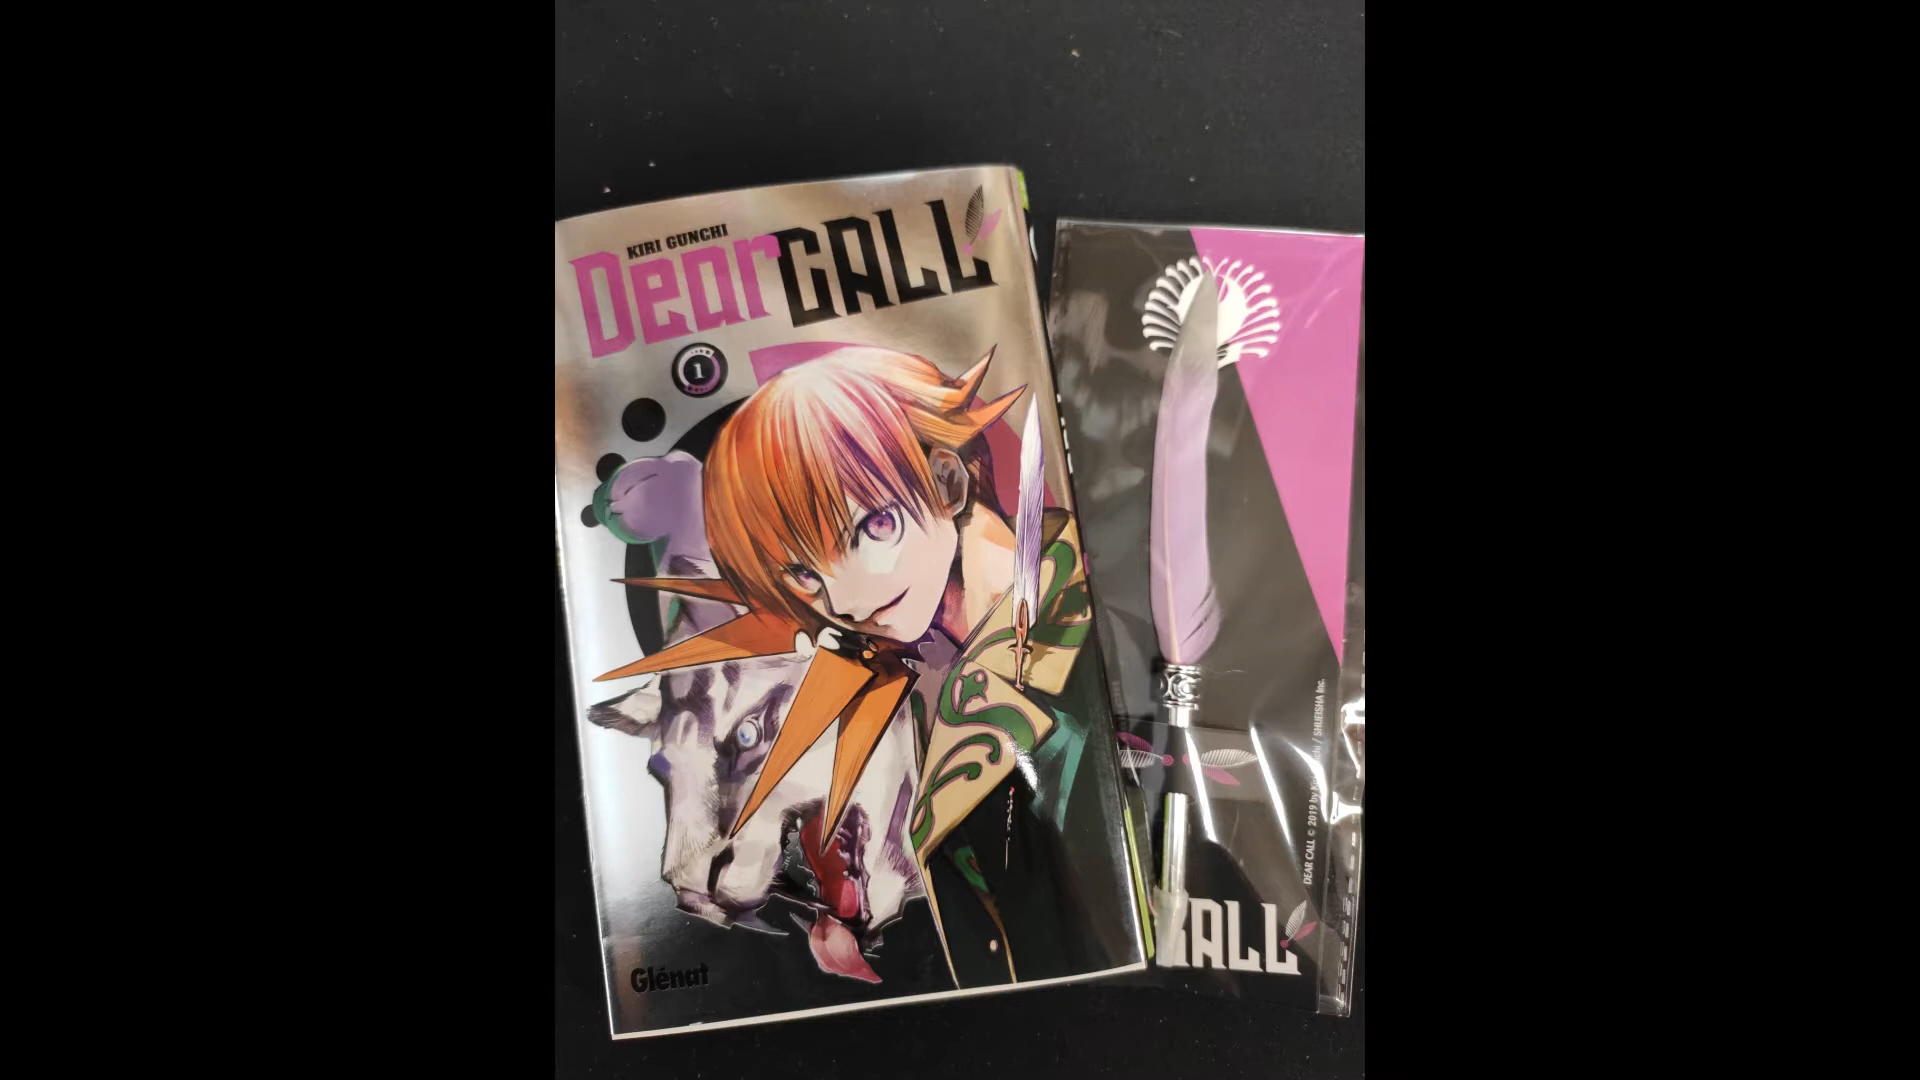 KIRI GUNCHI
Dear CALL
1
Glénat
DEAR CALL © 2019 by / SHUEISHA Inc.
CALL